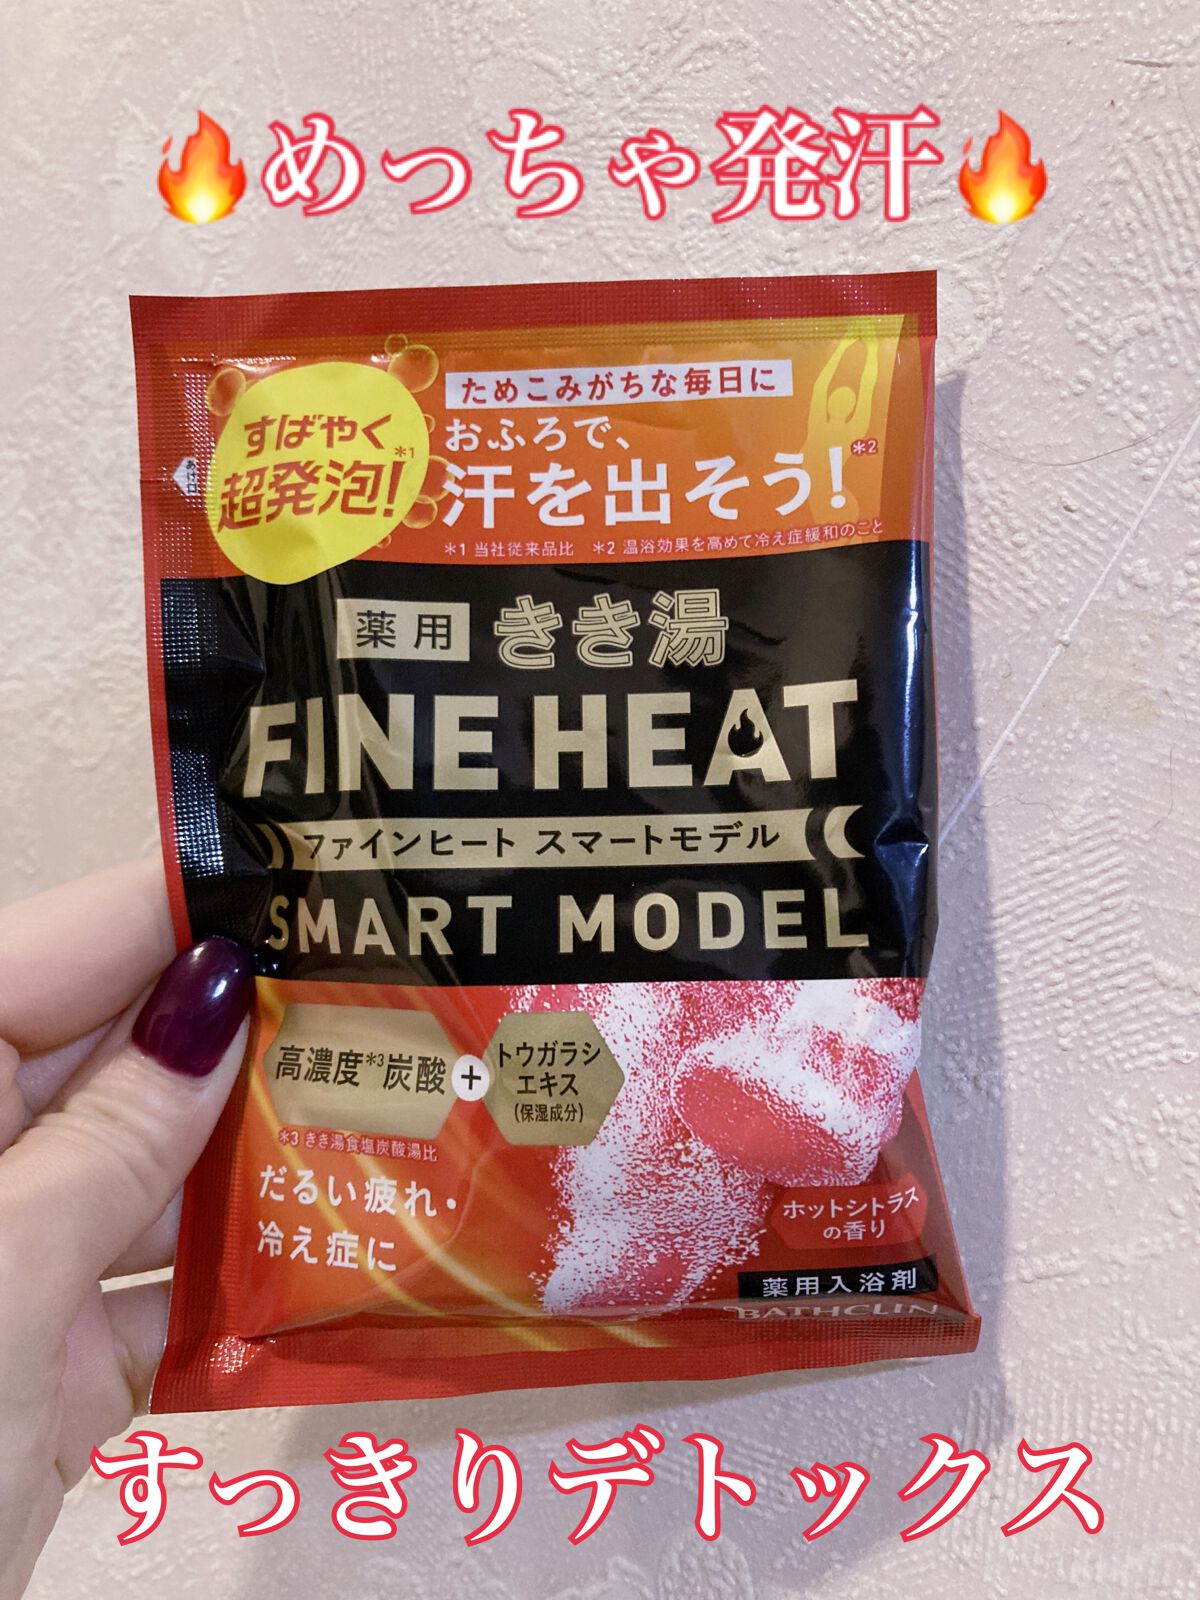 🔥めっちゃ発汗🔥
ためこみがちな毎日に
すばやく
超発泡!*1
おふろで、
汗を出そう!*2
*1 当社従来品比 *2 温浴効果を高めて冷え症緩和のこと
あけ口
薬用 きき湯
FINE HEAT
ファインヒート スマートモデル
SMART MODEL
高濃度*3炭酸
+
トウガラシ
エキス
(保湿成分)
*3 きき湯食塩炭酸湯比
だるい疲れ・
冷え症に
ホットシトラス
の香り
薬用入浴剤
BATHCLIN
すっきりデトックス